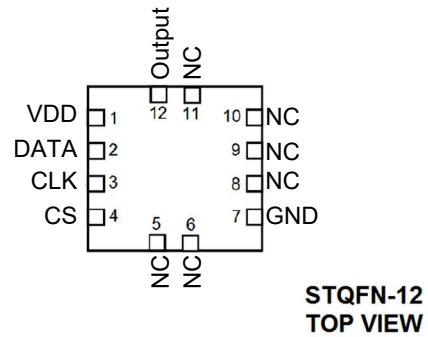 Output
NC
12
11
VDD
1
10
NC
DATA
2
9
NC
CLK
3
8
NC
CS
4
7
GND
5
6
NC
NC
STQFN-12
TOP VIEW